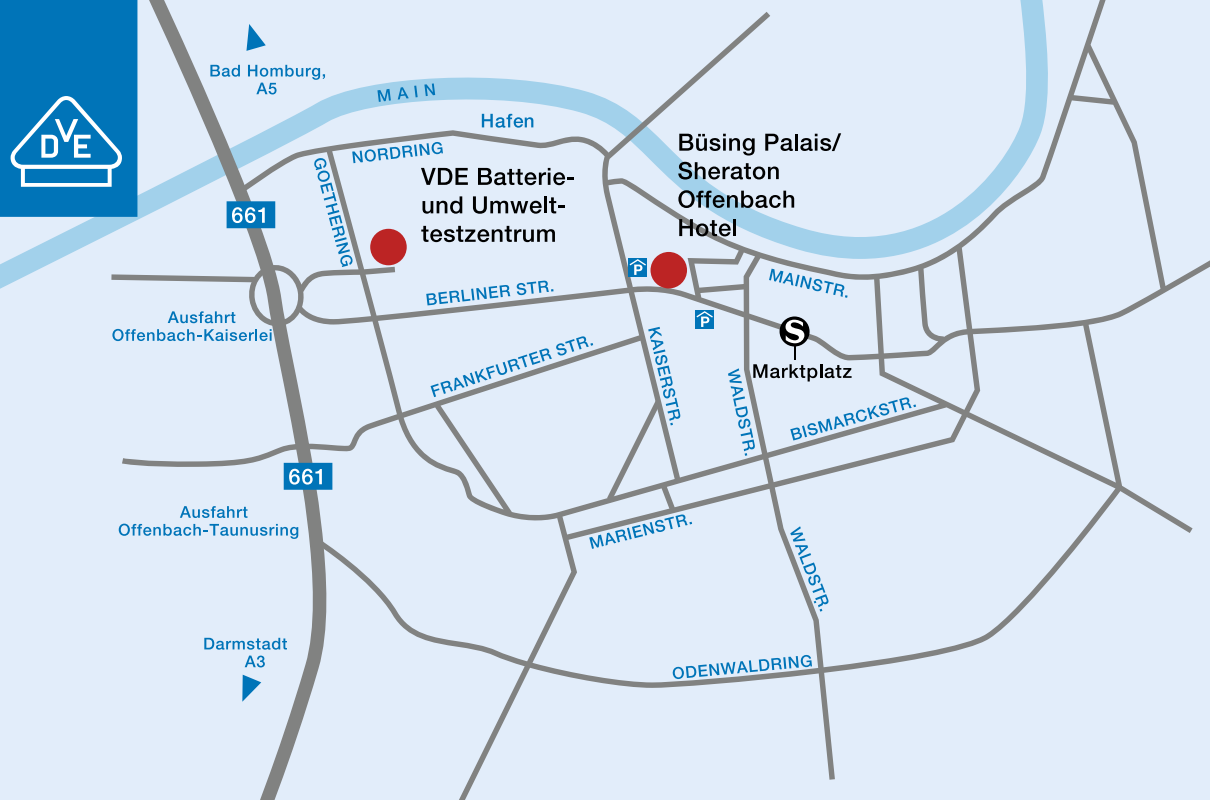 Bad Homburg,
A5
VDE
MAIN
Hafen
NORDRING
GOETHERING
VDE Batterie-
und Umwelt-
testzentrum
Büsing Palais/
Sheraton
Offenbach
Hotel
661
P
MAINSTR.
BERLINER STR.
Ausfahrt
Offenbach-Kaiserlei
P
S
Marktplatz
KAISERSTR.
FRANKFURTER STR.
WALDSTR.
BISMARCKSTR.
661
Ausfahrt
Offenbach-Taunusring
MARIENSTR.
WALDSTR.
Darmstadt
A3
ODENWALDRING